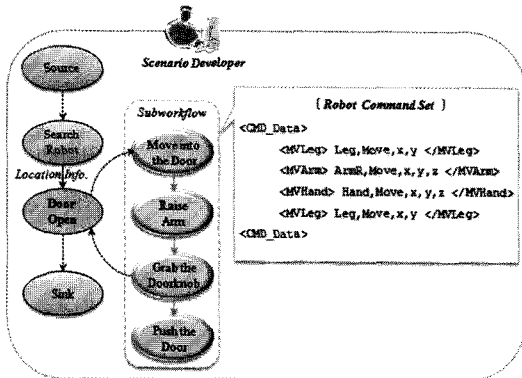 Scenario Developer
Source
Search
Robot
Location Info.
Door
Open
Sink
Subworkflow
Move into
the Door
Raise
Arm
Grab the
Doorknob
Push the
Door
{ Robot Command Set }
<CMD_Data>
<MVLeg> Leg,Move,x,y </MVLeg>
<MVArm> ArmR,Move,x,y,z </MVArm>
<MVHand> Hand,Move,x,y,z </MVHand>
<MVLeg> Leg,Move,x,y </MVLeg>
<CMD_Data>